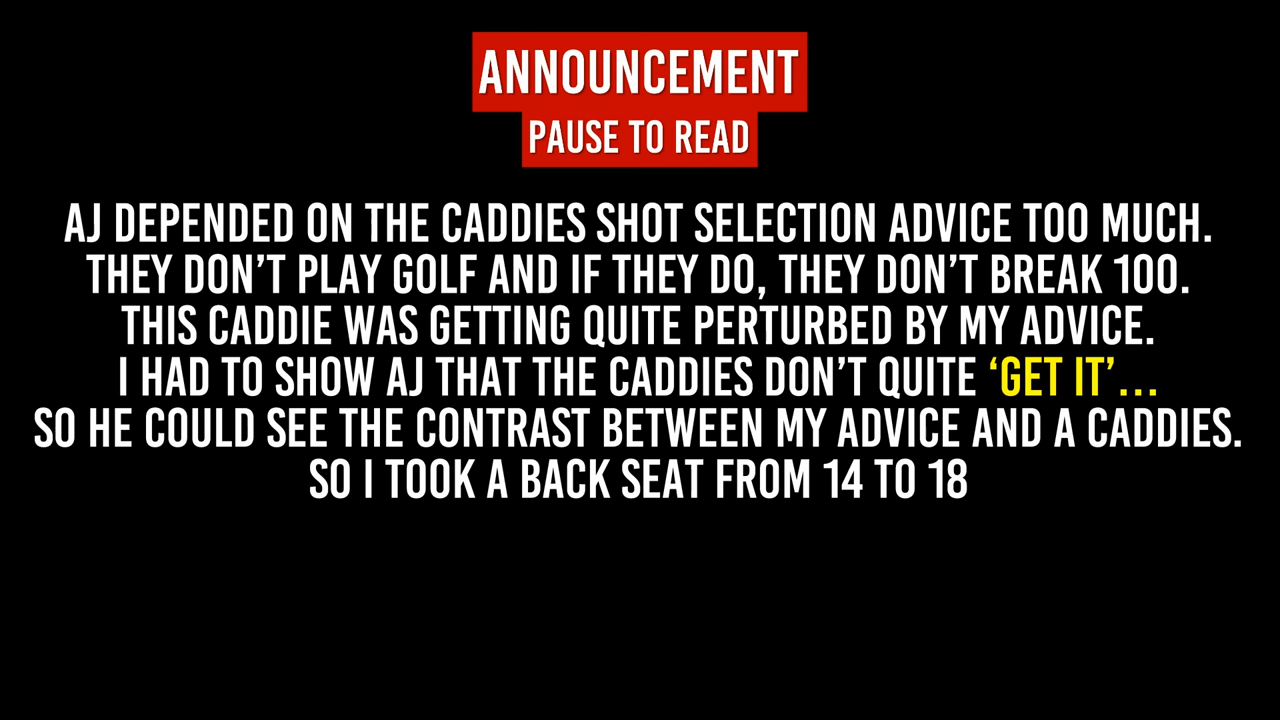 ANNOUNCEMENT
PAUSE TO READ
AJ DEPENDED ON THE CADDIES SHOT SELECTION ADVICE TOO MUCH.
THEY DON'T PLAY GOLF AND IF THEY DO, THEY DON'T BREAK 100.
THIS CADDIE WAS GETTING QUITE PERTURBED BY MY ADVICE.
I HAD TO SHOW AJ THAT THE CADDIES DON'T QUITE ‘GET IT’...
SO HE COULD SEE THE CONTRAST BETWEEN MY ADVICE AND A CADDIES.
SO I TOOK A BACK SEAT FROM 14 TO 18